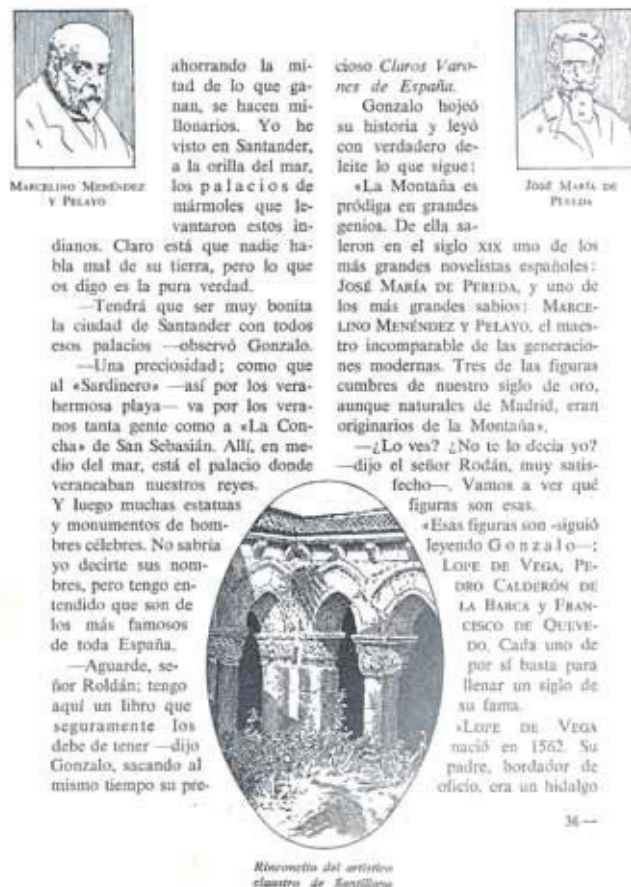 MARCELINO MENÉNDEZ
Y PELAYO
ahorrando la mi-
tad de lo que ga-
nan, se hacen mi-
llonarios. Yo he
visto en Santander,
a la orilla del mar,
los palacios de
mármoles que le-
vantaron estos in-
dianos. Claro está que nadie ha-
bla mal de su tierra, pero lo que
os digo es la pura verdad.
—Tendrá que ser muy bonita
la ciudad de Santander con todos
esos palacios —observó Gonzalo.
—Una preciosidad; como que
al «Sardinero» —así por los vera-
hermosa playa— va por los vera-
nos tanta gente como a «La Con-
cha» de San Sebasián. Allí, en me-
dio del mar, está el palacio donde
veraneaban nuestros reyes.
Y luego muchas estatuas
y monumentos de hom-
bres célebres. No sabría
yo decirte sus nom-
bres, pero tengo en-
tendido que son de
los más famosos
de toda España.
—Aguarde, se-
ñor Roldán; tengo
aquí un libro que
seguramente los
debe de tener —dijo
Gonzalo, sacando al
mismo tiempo su pre-
cioso Claros Varo-
nes de España.
Gonzalo hojeó
su historia y leyó
con verdadero de-
leite lo que sigue:
«La Montaña es
pródiga en grandes
genios. De ella sa-
leron en el siglo XIX uno de los
más grandes novelistas españoles:
JOSÉ MARÍA DE PEREDA, y uno de
los más grandes sabios: MARCE-
LINO MENÉNDEZ Y PELAYO, el maes-
tro incomparable de las generacio-
nes modernas. Tres de las figuras
cumbres de nuestro siglo de oro,
aunque naturales de Madrid, eran
originarios de la Montaña».
—¿Lo ves? ¿No te lo decía yo?
—dijo el señor Rodán, muy satis-
fecho—. Vamos a ver qué
figuras son esas.
«Esas figuras son -siguió
leyendo Gonzalo—:
LOPE DE VEGA, PE-
DRO CALDERÓN DE
LA BARCA y FRAN-
CISCO DE QUEVE-
DO. Cada uno de
por sí basta para
llenar un siglo de
su fama.
»LOPE DE VEGA
nació en 1562. Su
padre, bordador de
oficio, era un hidalgo
JOSÉ MARÍA DE
PEREDA
36 —
Rinconcito del artístico
claustro de Santillana